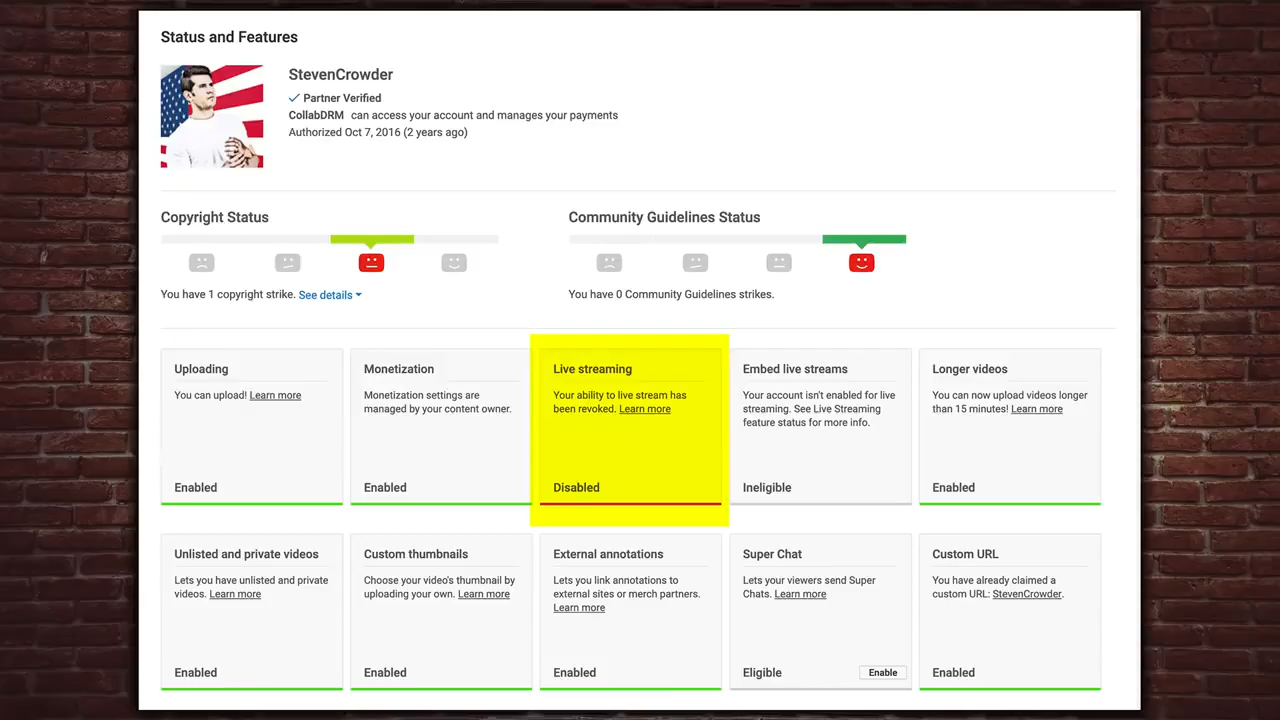 Status and Features
StevenCrowder
Partner Verified
CollabDRM can access your account and manages your payments
Authorized Oct 7, 2016 (2 years ago)
Copyright Status
Community Guidelines Status
You have 1 copyright strike. See details
You have 0 Community Guidelines strikes.
Uploading
You can upload! Learn more
Enabled
Monetization
Monetization settings are
managed by your content owner.
Enabled
Live streaming
Your ability to live stream has
been revoked. Learn more
Disabled
Embed live streams
Your account isn't enabled for live
streaming. See Live Streaming
feature status for more info.
Ineligible
Longer videos
You can now upload videos longer
than 15 minutes! Learn more
Enabled
Unlisted and private videos
Lets you have unlisted and private
videos. Learn more
Enabled
Custom thumbnails
Choose your video's thumbnail by
uploading your own. Learn more
Enabled
External annotations
Lets you link annotations to
external sites or merch partners.
Learn more
Enabled
Super Chat
Lets your viewers send Super
Chats. Learn more
Eligible
Enable
Custom URL
You have already claimed a
custom URL: StevenCrowder.
Enabled